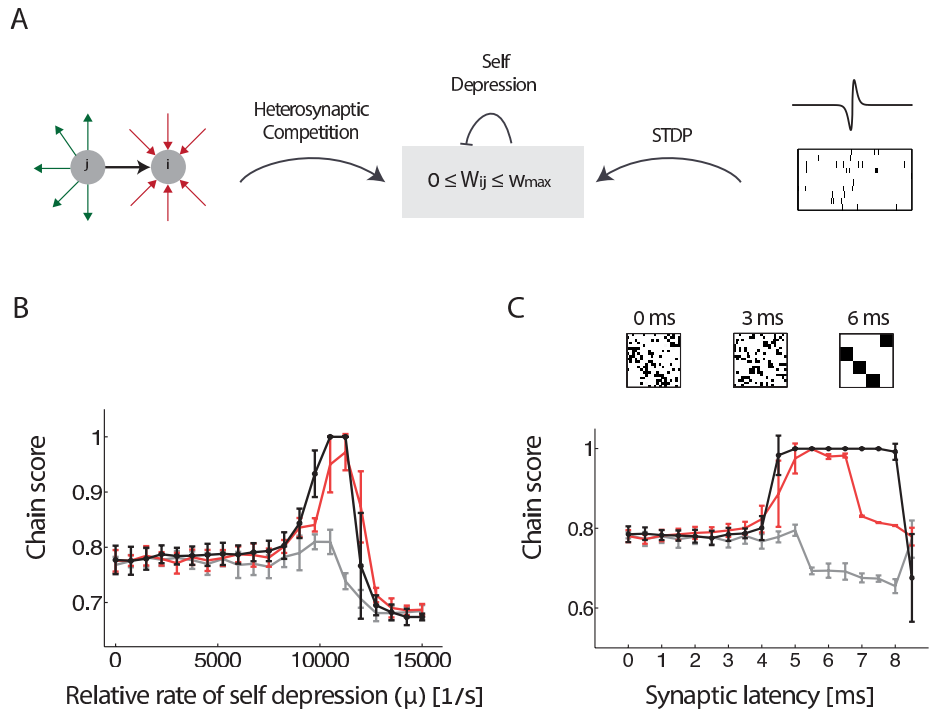 A
Self
Depression
Heterosynaptic
Competition
STDP
j
i
0 ≤ Wij ≤ wmax
B
C
0 ms
3 ms
6 ms
Chain score
1
0.9
0.8
0.7
0
5000
10000
15000
Relative rate of self depression (μ) [1/s]
Chain score
1
0.8
0.6
0 1 2 3 4 5 6 7 8
Synaptic latency [ms]